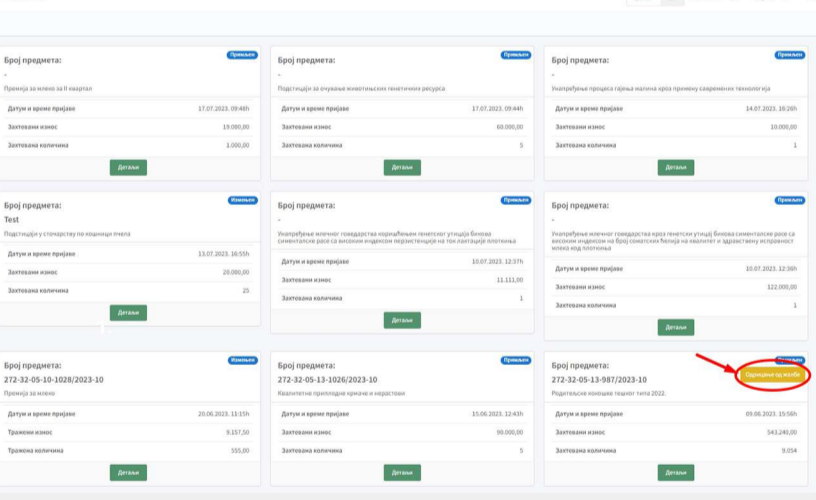 Број предмета:
Примљен
-
Премија за млеко за II квартал
Датум и време пријаве
17.07.2023. 09:48h
Захтевани износ
19.000,00
Захтевана количина
1.000,00
Детаљи
Број предмета:
Примљен
-
Подстицаји за очување животињских генетичких ресурса
Датум и време пријаве
17.07.2023. 09:44h
Захтевани износ
60.000,00
Захтевана количина
5
Детаљи
Број предмета:
Примљен
-
Унапређење процеса гајења малина кроз примену савремених технологија
Датум и време пријаве
14.07.2023. 16:26h
Захтевани износ
10.000,00
Захтевана количина
1
Детаљи
Број предмета:
Измењен
Test
Подстицаји у сточарству по кошници пчела
Датум и време пријаве
13.07.2023. 16:55h
Захтевани износ
20.000,00
Захтевана количина
25
Детаљи
Број предмета:
Примљен
-
Унапређење млечног говедарства коришћењем генетског утицаја бикова
сименталске расе са високим индексом перзистенције на ток лактације плоткиња
Датум и време пријаве
10.07.2023. 12:37h
Захтевани износ
11.111,00
Захтевана количина
1
Детаљи
Број предмета:
Примљен
-
Унапређење млечног говедарства кроз генетски утицај бикова сименталске расе са
високим индексом на број соматских ћелија на квалитет и здравствену исправност
млека код плоткиња
Датум и време пријаве
10.07.2023. 12:36h
Захтевани износ
122.000,00
Захтевана количина
1
Детаљи
Број предмета:
Измењен
272-32-05-10-1028/2023-10
Премија за млеко
Датум и време пријаве
20.06.2023. 11:15h
Тражени износ
9.157,50
Тражена количина
555,00
Детаљи
Број предмета:
Примљен
272-32-05-13-1026/2023-10
Квалитетне приплодне крмаче и нерастови
Датум и време пријаве
15.06.2023. 12:43h
Захтевани износ
90.000,00
Захтевана количина
5
Детаљи
Број предмета:
Примљен
272-32-05-13-987/2023-10
Одрицање од жалбе
Родитељске кокошке тешког типа 2022.
Датум и време пријаве
09.06.2023. 15:56h
Захтевани износ
543.240,00
Захтевана количина
9.054
Детаљи